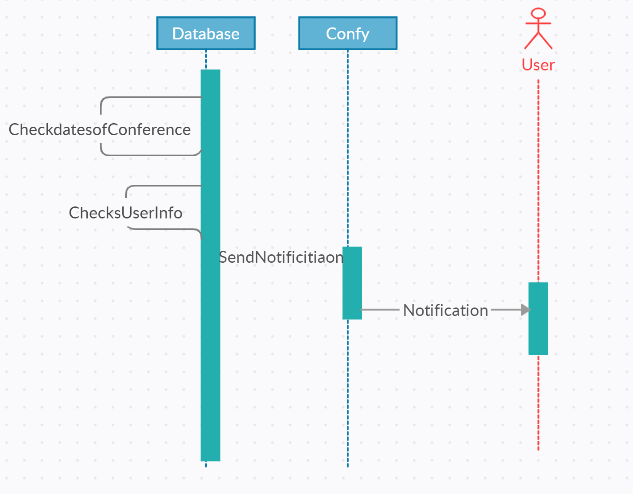 Database
Confy
User
CheckdatesofConference
ChecksUserInfo
SendNotificitiaon
Notification